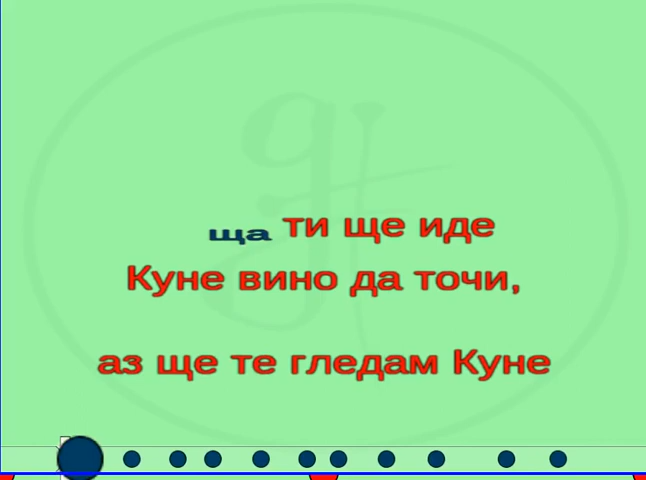 ща ти ще иде
Куне вино да точи,
аз ще те гледам Куне